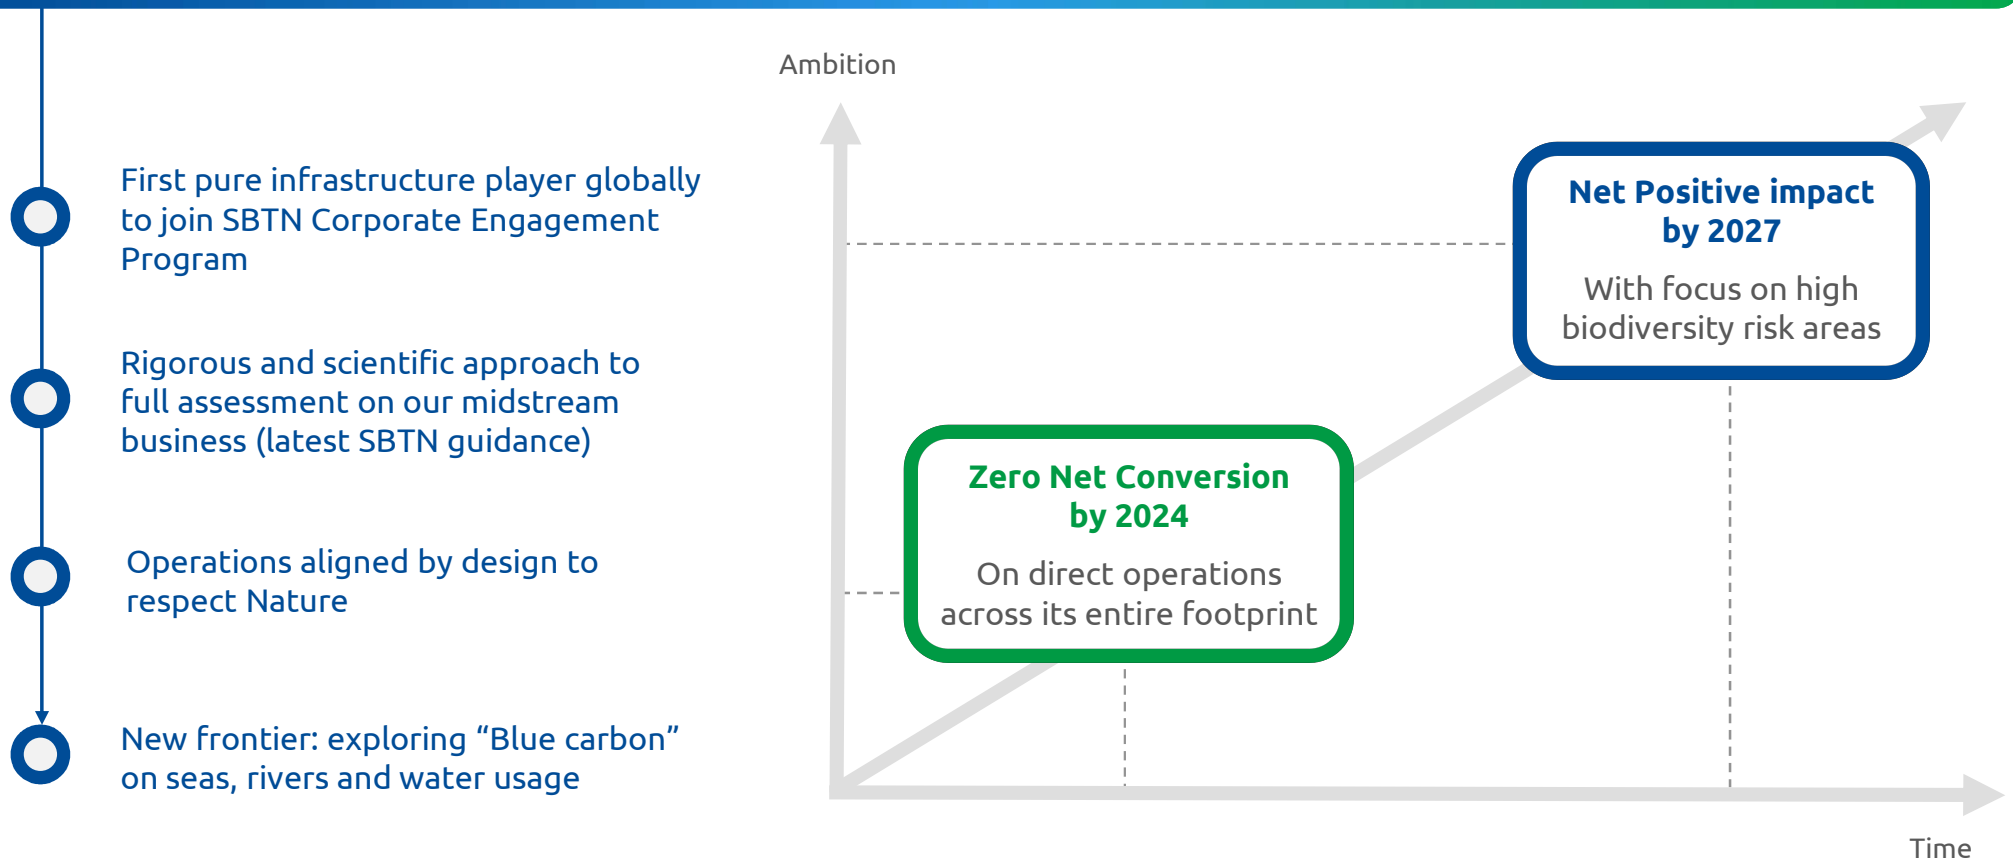 First pure infrastructure player globally
to join SBTN Corporate Engagement
Program
Rigorous and scientific approach to
full assessment on our midstream
business (latest SBTN guidance)
Operations aligned by design to
respect Nature
New frontier: exploring “Blue carbon”
on seas, rivers and water usage
Ambition
Net Positive impact
by 2027
With focus on high
biodiversity risk areas
Zero Net Conversion
by 2024
On direct operations
across its entire footprint
Time